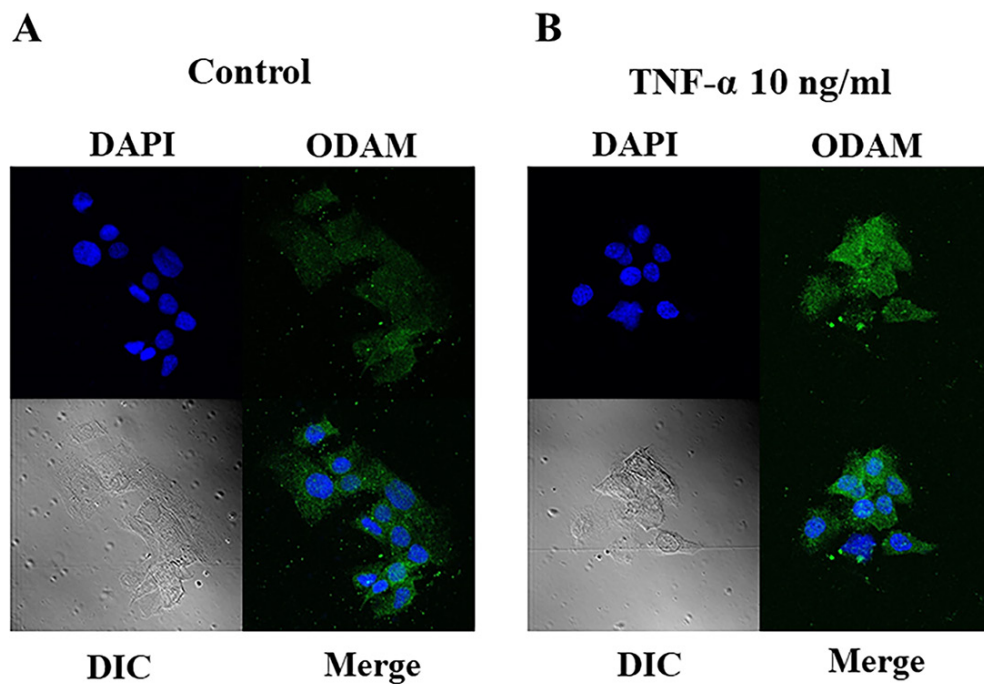 A
Control
DAPI ODAM
DIC Merge
B
TNF-α 10 ng/ml
DAPI ODAM
DIC Merge